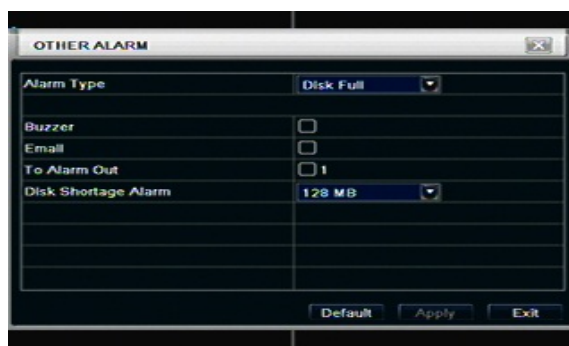 OTHER ALARM
Alarm Type Disk Full
Buzzer
Email
To Alarm Out 1
Disk Shortage Alarm 128 MB
Default Apply Exit